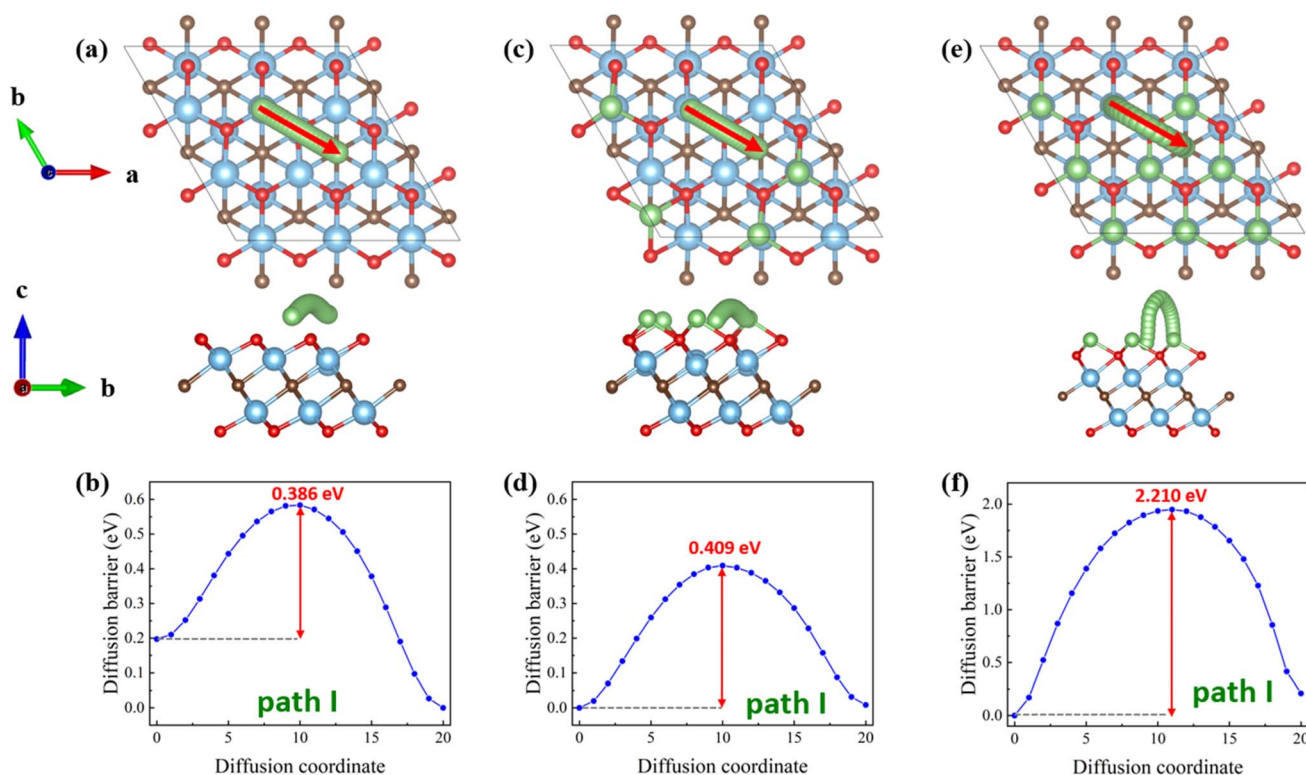 (a)
(c)
(e)
b
a
c
a
b
(b)
0.386 eV
(d)
0.409 eV
(f)
2.210 eV
Diffusion barrier (eV)
0.6
0.5
0.4
0.3
0.2
0.1
0.0
path I
0 5 10 15 20
Diffusion coordinate
Diffusion barrier (eV)
0.6
0.5
0.4
0.3
0.2
0.1
0.0
path I
0 5 10 15 20
Diffusion coordinate
Diffusion barrier (eV)
2.0
1.5
1.0
0.5
0.0
path I
0 5 10 15 20
Diffusion coordinate